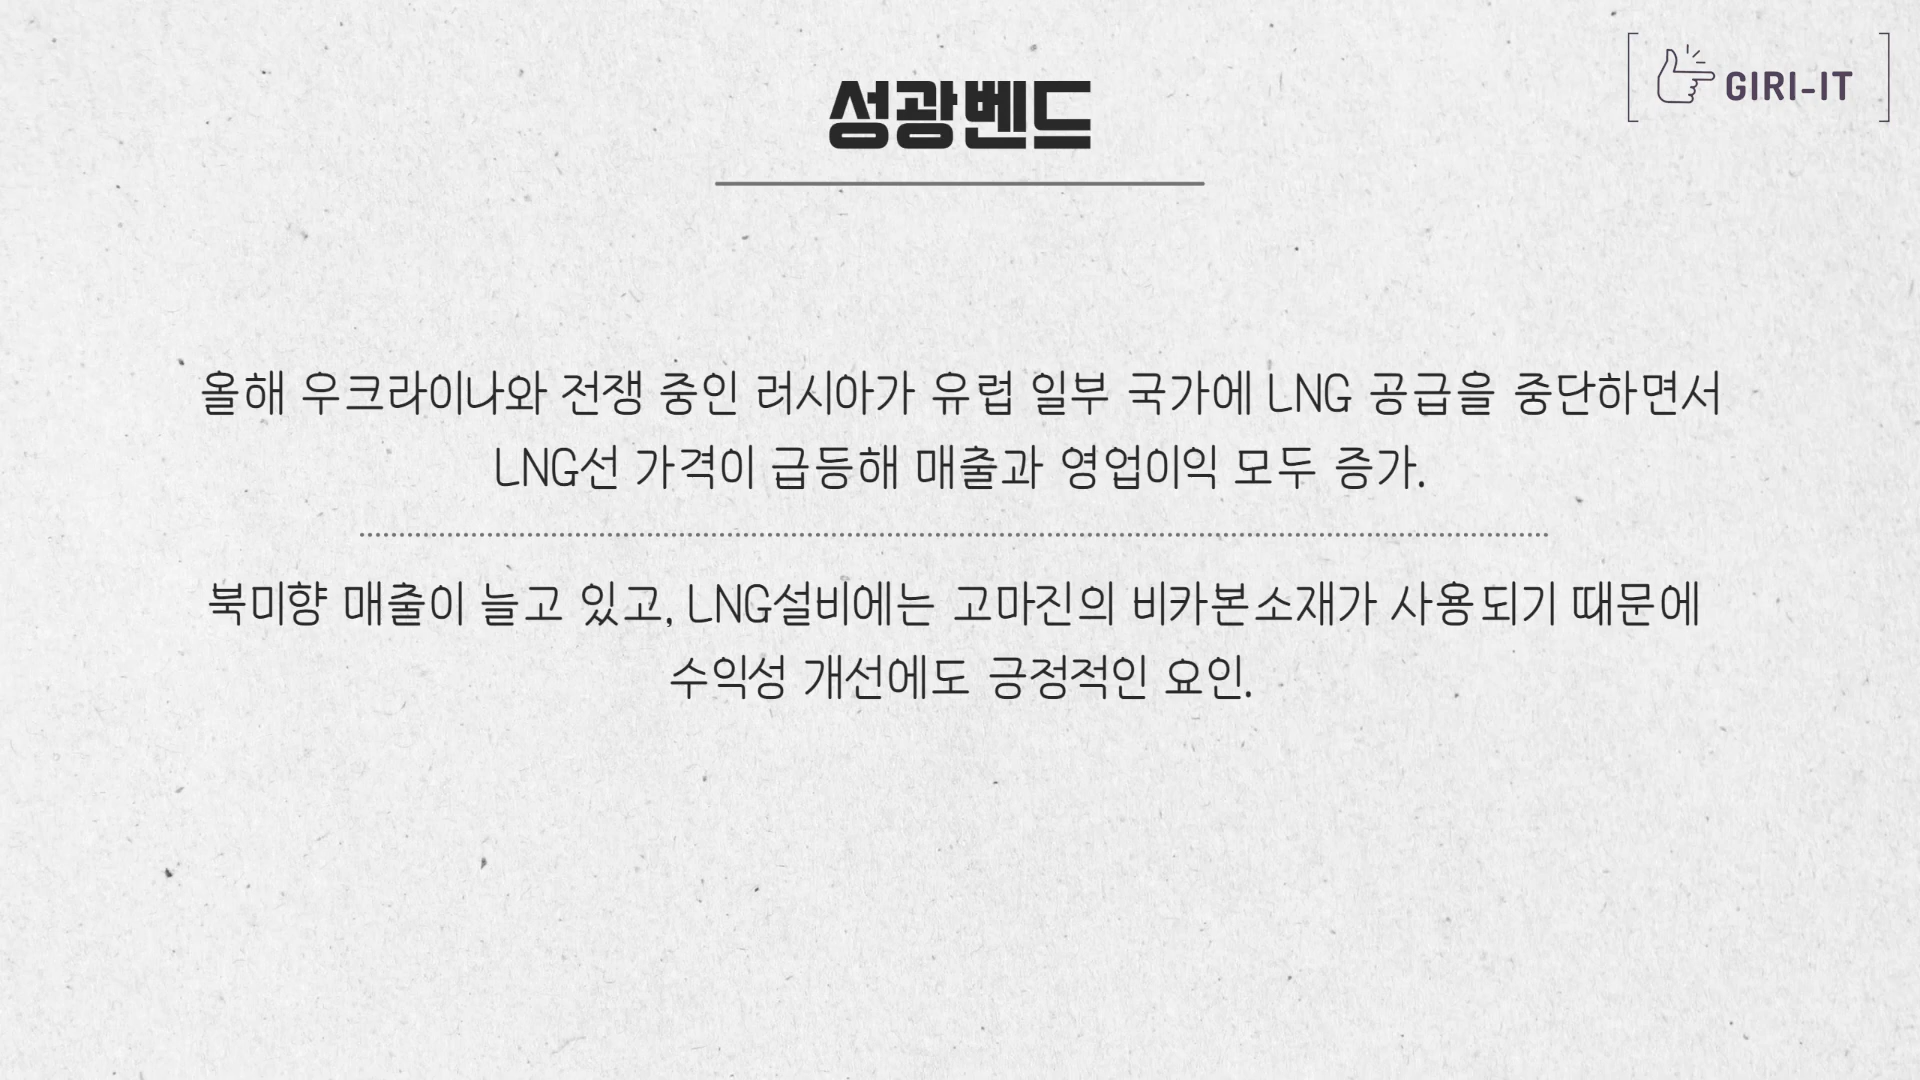 성광벤드
GIRI-IT
올해 우크라이나와 전쟁 중인 러시아가 유럽 일부 국가에 LNG 공급을 중단하면서
LNG선 가격이 급등해 매출과 영업이익 모두 증가.
북미향 매출이 늘고 있고, LNG설비에는 고마진의 비카본소재가 사용되기 때문에
수익성 개선에도 긍정적인 요인.